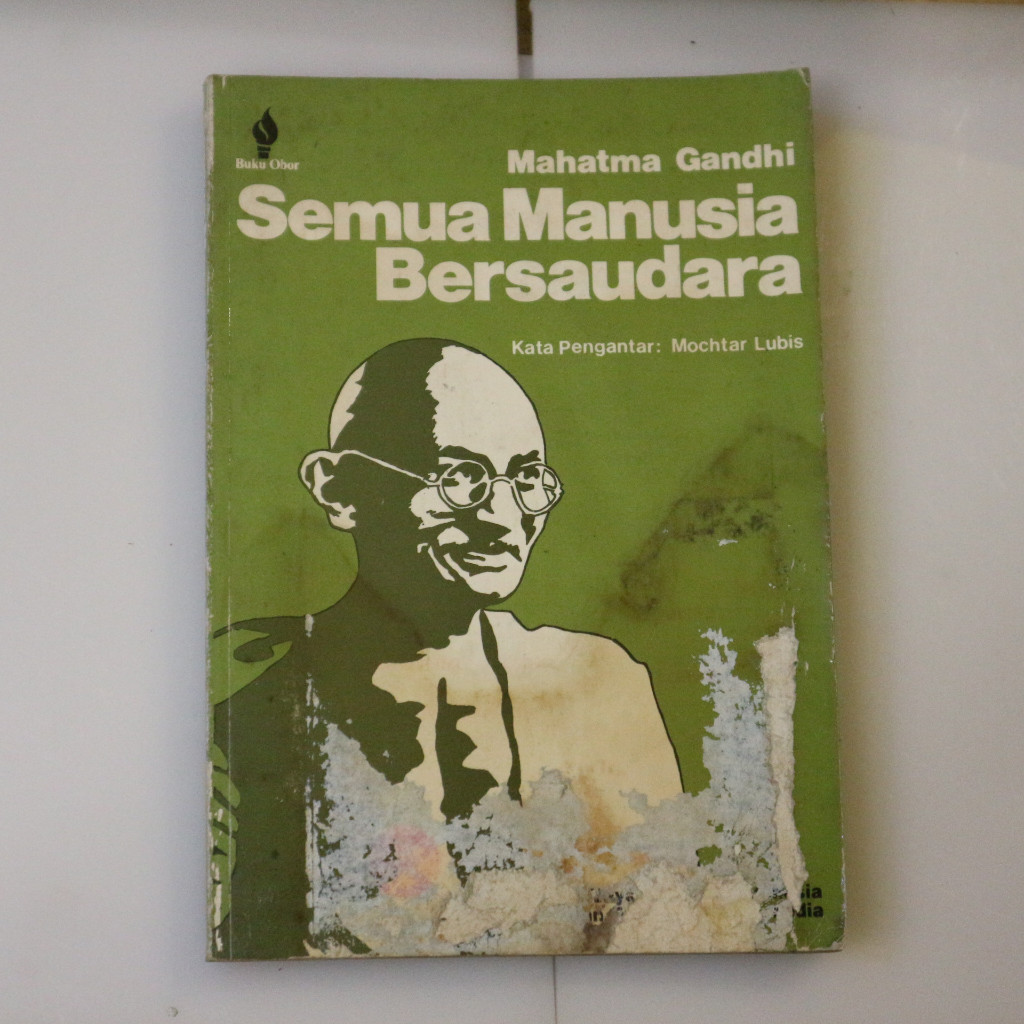 Buku Obor
Mahatma Gandhi
Semua Manusia
Bersaudara
Kata Pengantar: Mochtar Lubis